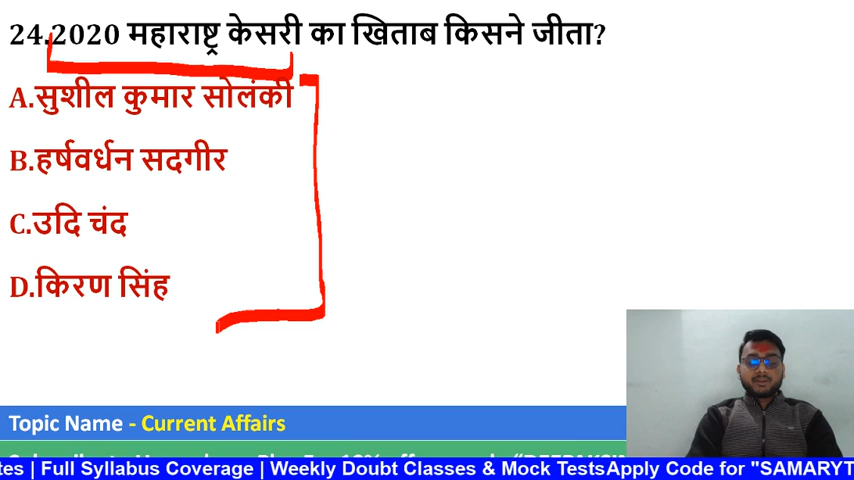 24.2020 महाराष्ट्र केसरी का खिताब किसने जीता?
A.सुशील कुमार सोलंकी
B.हर्षवर्धन सदगीर
C.उदि चंद
D.किरण सिंह
Topic Name - Current Affairs
tes | Full Syllabus Coverage | Weekly Doubt Classes & Mock TestsApply Code for "SAMARYT